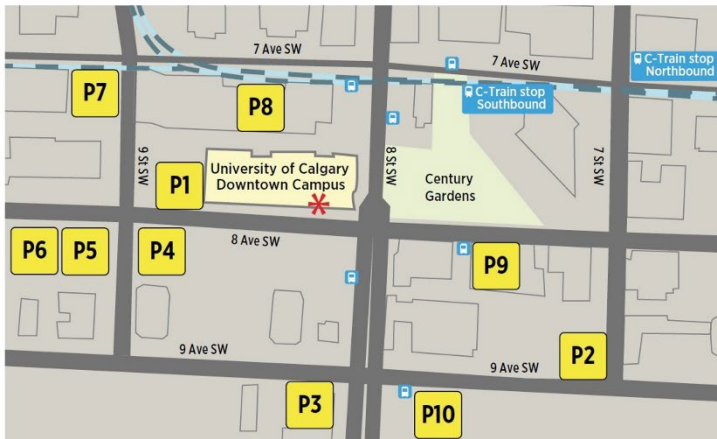 7 Ave SW
7 Ave SW
C-Train stop
Northbound
P7
P8
C-Train stop
Southbound
9 St SW
8 St SW
7 St SW
University of Calgary
Downtown Campus
Century
Gardens
P1
P6
P5
P4
8 Ave SW
P9
9 Ave SW
P2
9 Ave SW
P3
P10